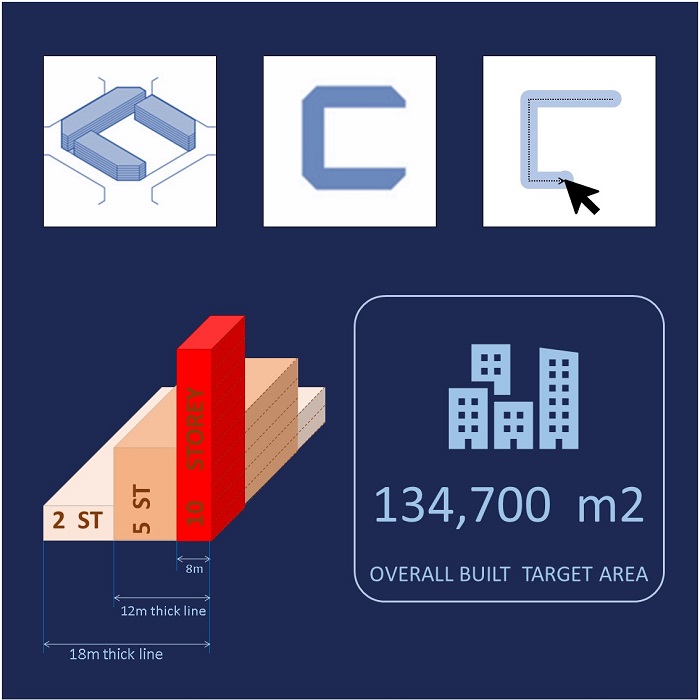 2 ST
5 ST
10 STOREY
8m
12m thick line
18m thick line
134,700 m2
OVERALL BUILT TARGET AREA